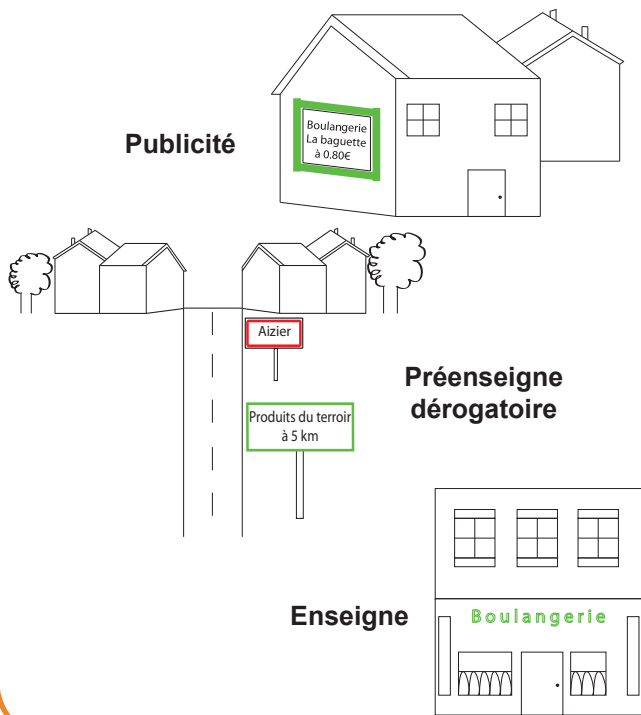 Publicité
Boulangerie
La baguette
à 0.80€
Aizier
Préenseigne
dérogatoire
Produits du terroir
à 5 km
Enseigne
Boulangerie